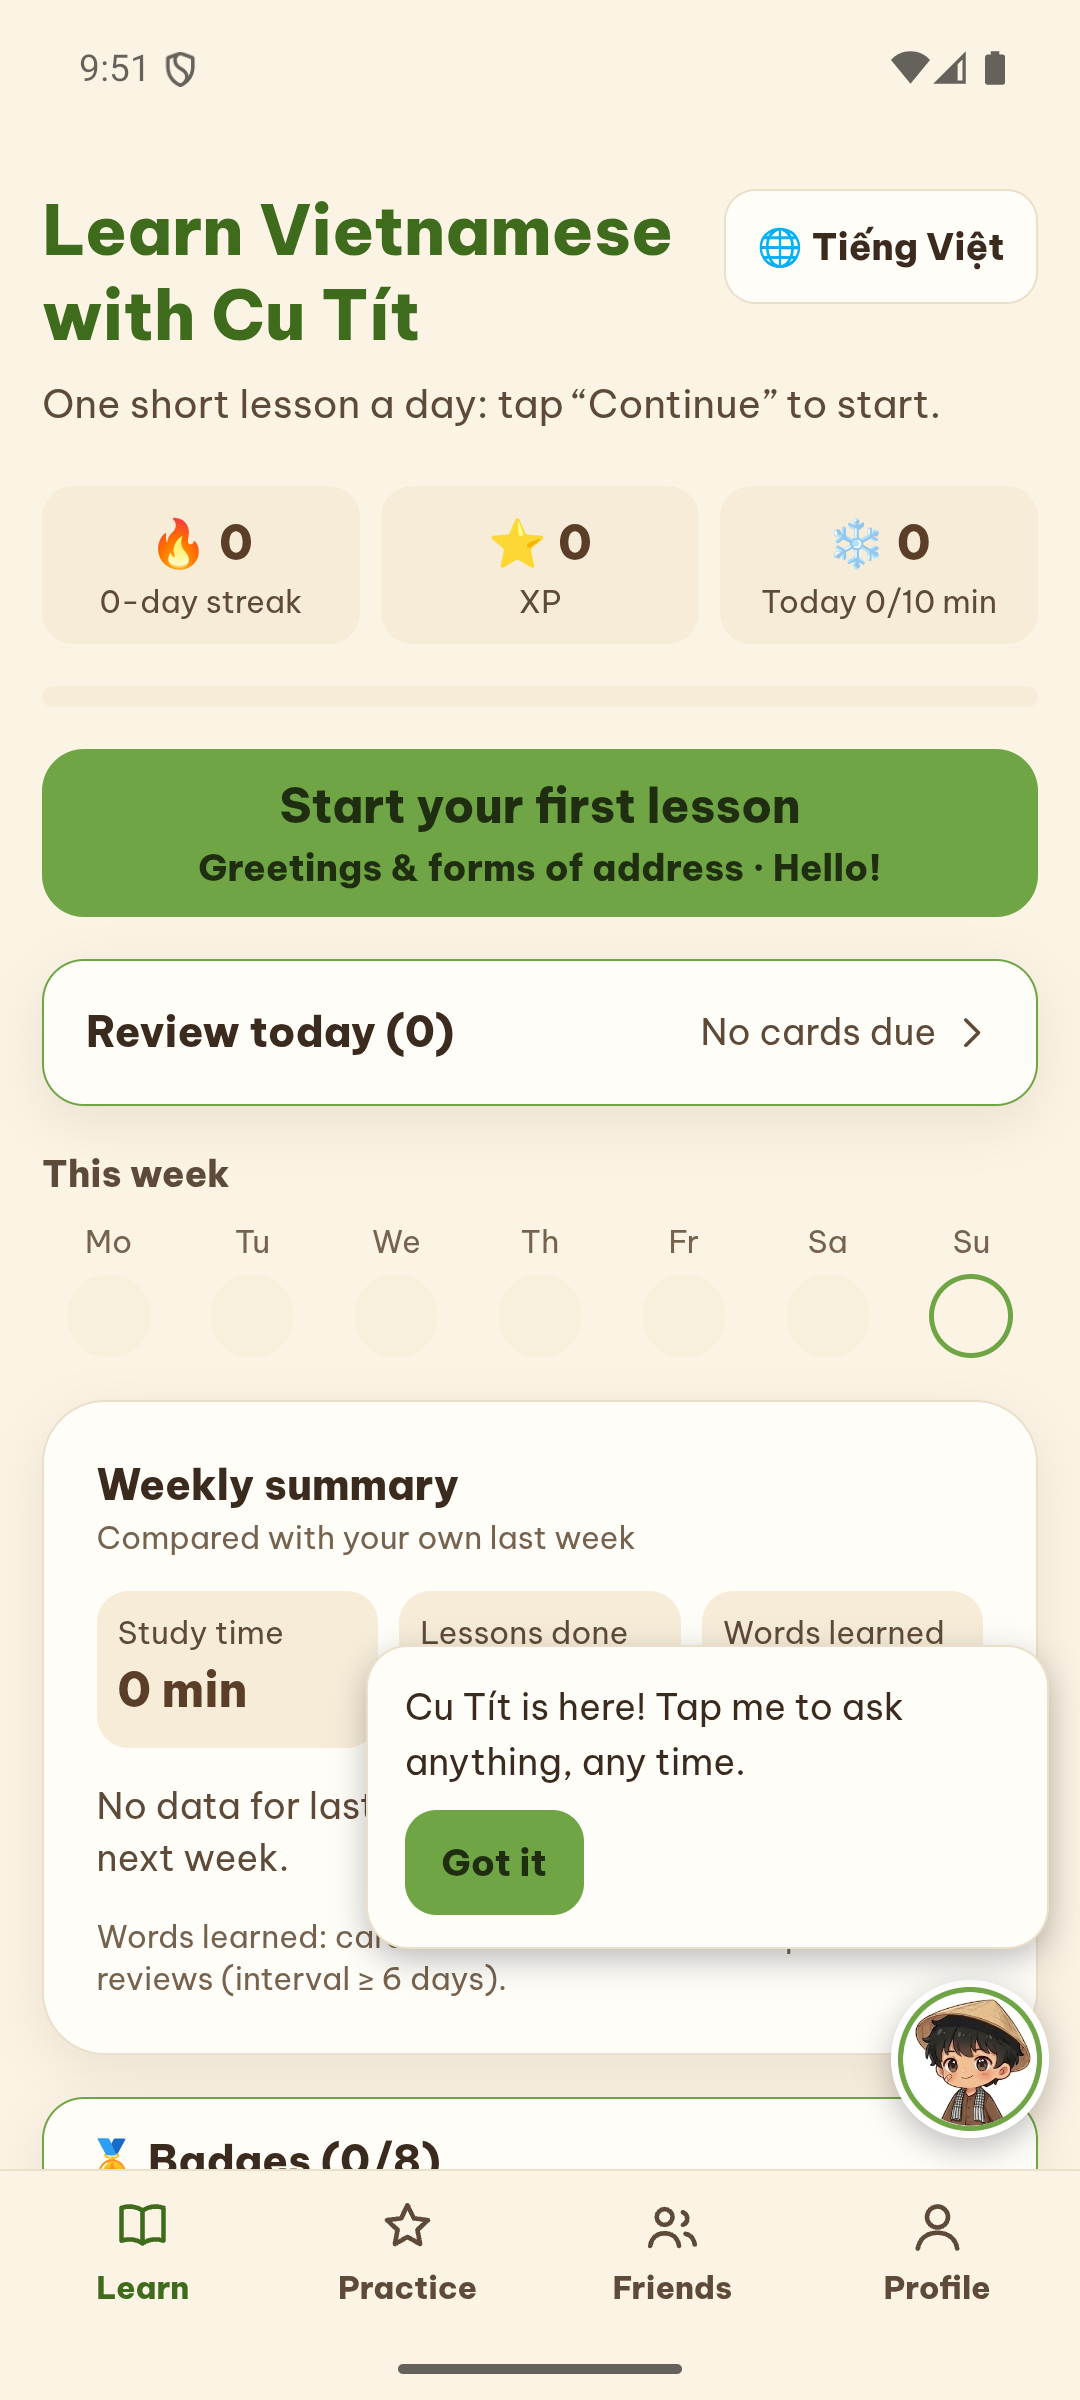 9:51
Learn Vietnamese
with Cu Tít
🌐 Tiếng Việt
One short lesson a day: tap “Continue” to start.
🔥 0
0-day streak
⭐ 0
XP
❄️ 0
Today 0/10 min
Start your first lesson
Greetings & forms of address · Hello!
Review today (0)
No cards due
This week
Mo Tu We Th Fr Sa Su
Weekly summary
Compared with your own last week
Study time
0 min
Lessons done
Words learned
Cu Tít is here! Tap me to ask
anything, any time.
Got it
No data for last
next week.
Words learned:
reviews (interval ≥ 6 days).
🏅 Badges (0/8)
Learn
Practice
Friends
Profile